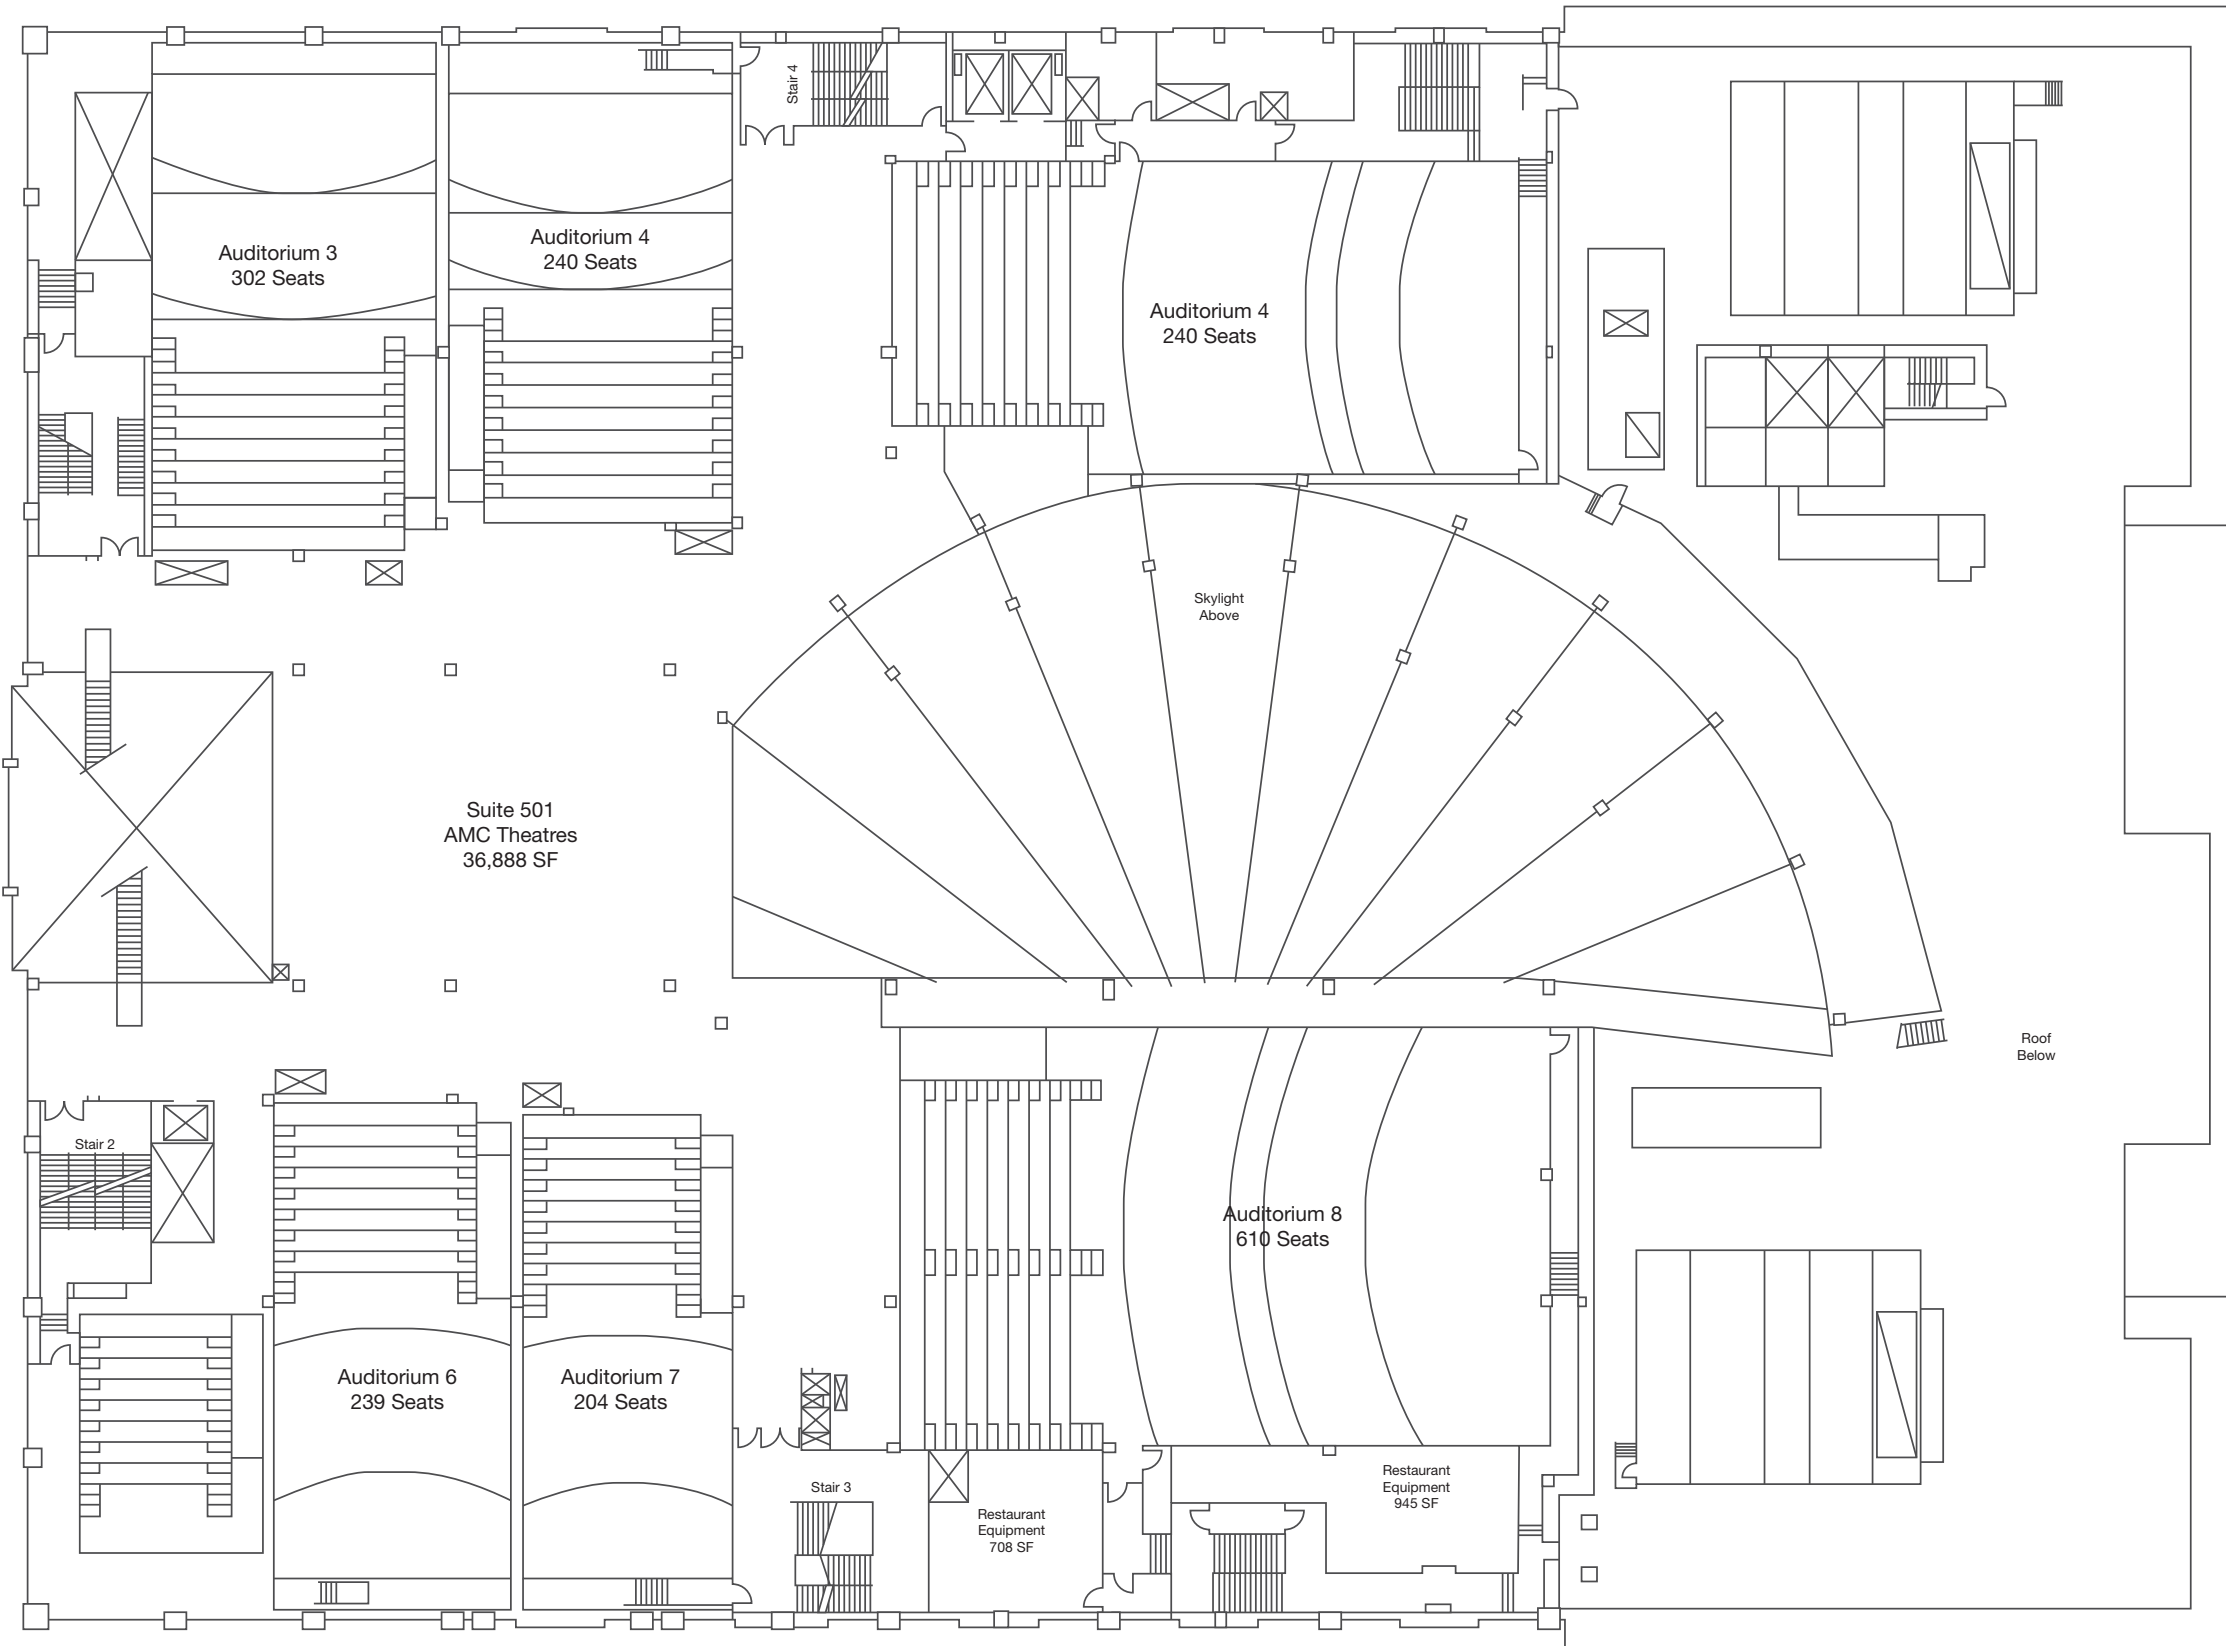 Stair 4
Auditorium 3
302 Seats
Auditorium 4
240 Seats
Auditorium 4
240 Seats
Skylight
Above
Suite 501
AMC Theatres
36,888 SF
Roof
Below
Stair 2
Auditorium 8
610 Seats
Auditorium 6
239 Seats
Auditorium 7
204 Seats
Stair 3
Restaurant
Equipment
945 SF
Restaurant
Equipment
708 SF